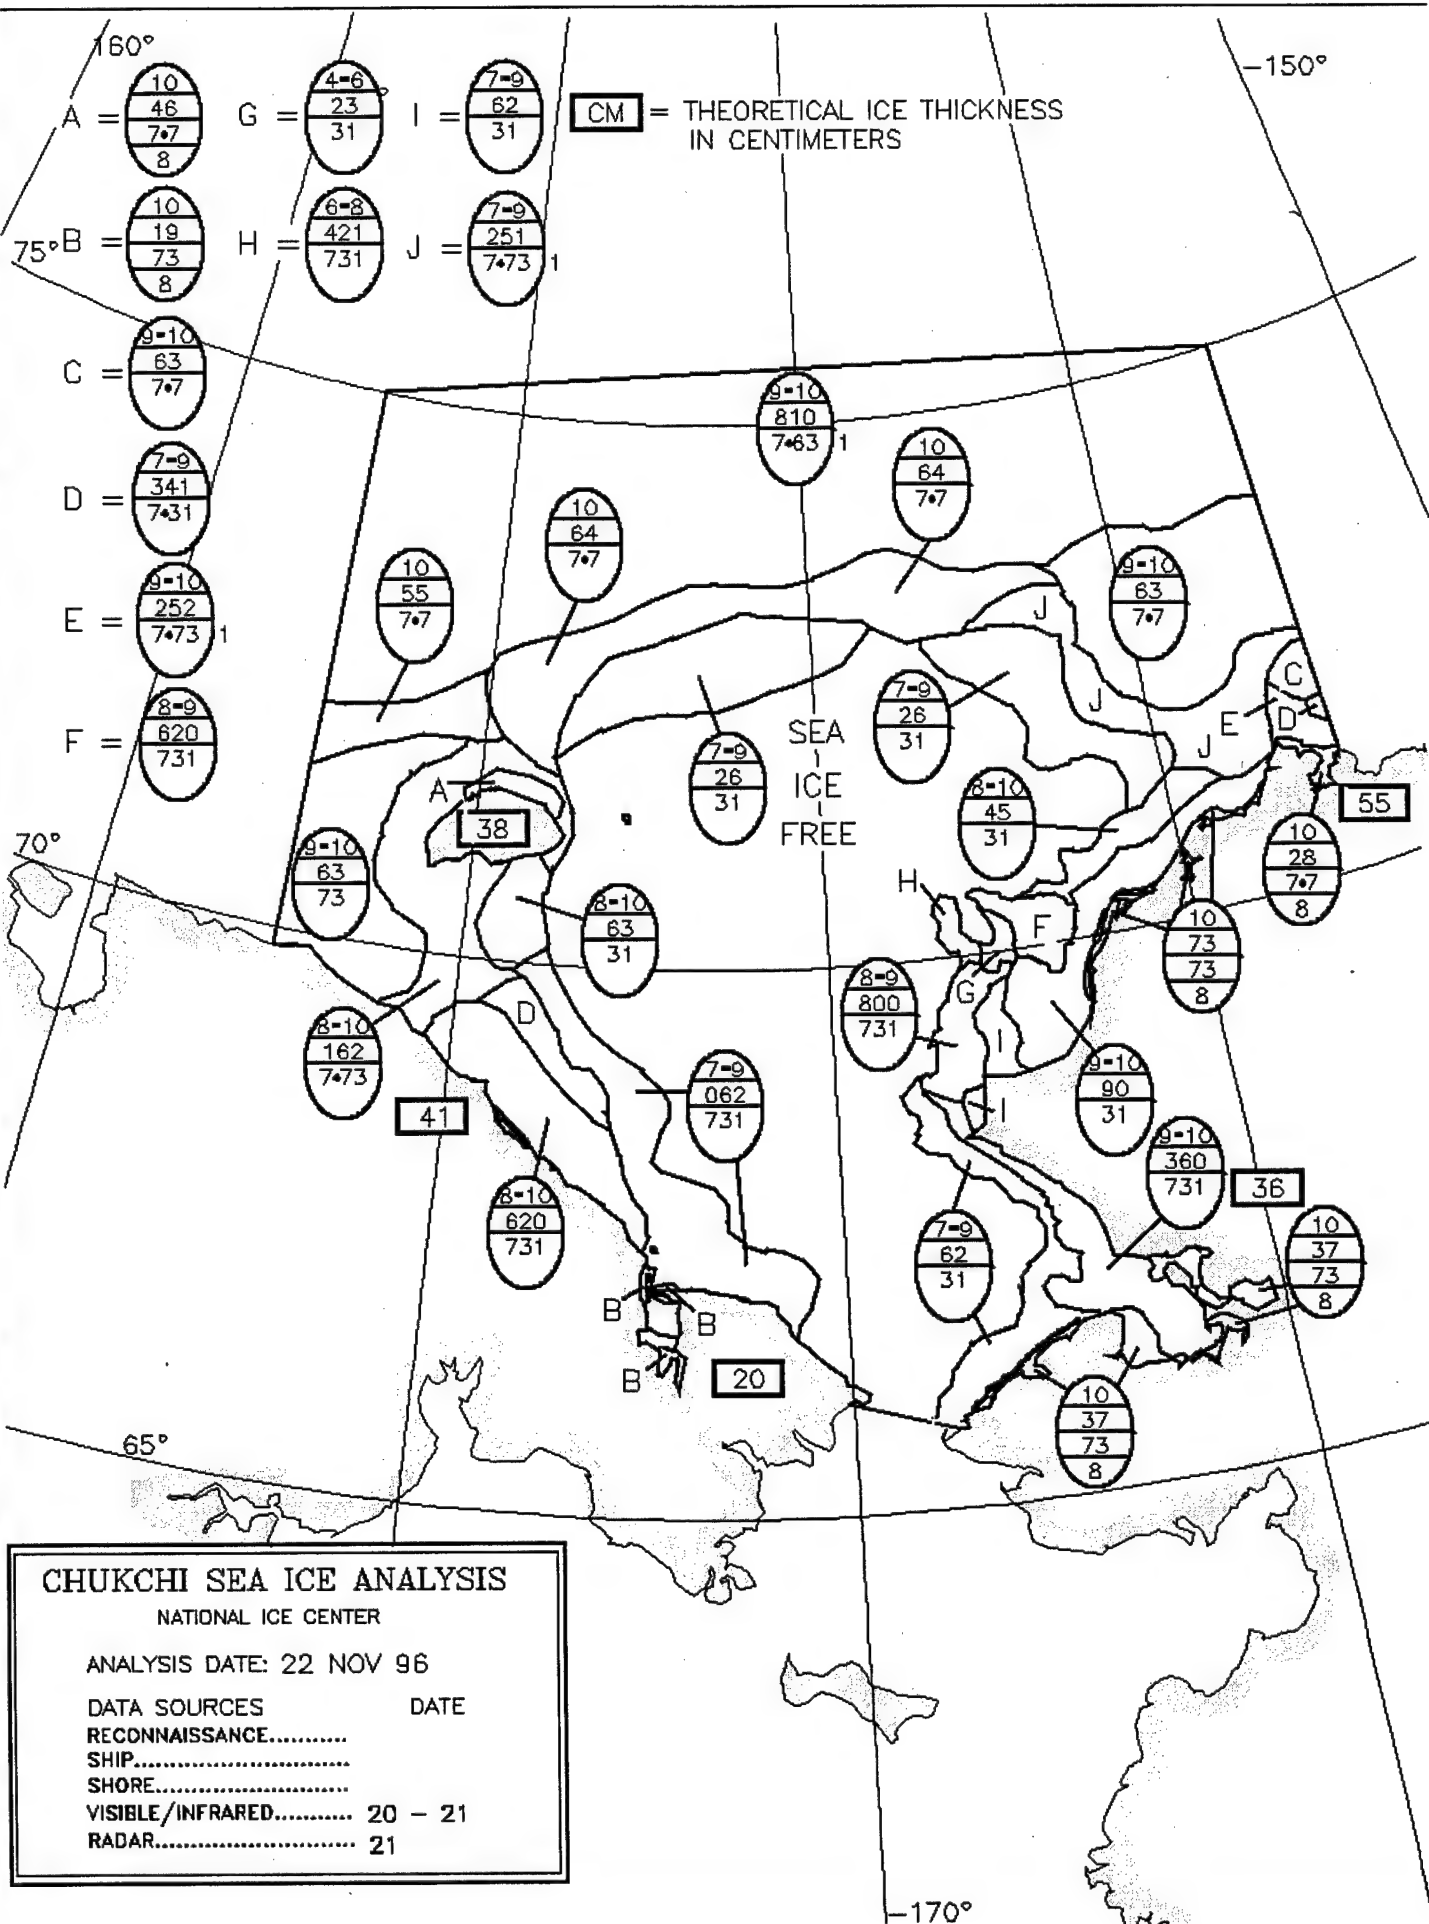 160°
-150°
A =
10
46
7•7
8
G =
4-6
23
31
I =
7-9
62
31
CM = THEORETICAL ICE THICKNESS
IN CENTIMETERS
75°
B =
10
19
73
8
H =
6-8
421
731
J =
7-9
251
7•73 1
C =
9-10
63
7•7
D =
7-9
341
7•31
E =
9-10
252
7•73 1
F =
8-9
620
731
9-10
810
7•63 1
10
64
7•7
10
64
7•7
10
55
7•7
9-10
63
7•7
J
J
J
C
E
D
7-9
26
31
7-9
26
31
SEA
ICE
FREE
8-10
45
31
A
38
55
70°
9-10
63
73
8-10
63
31
10
28
7•7
8
H
F
G
I
10
73
73
8
8-9
800
731
D
8-10
162
7•73
41
7-9
062
731
9-10
90
31
I
9-10
360
731
36
8-10
620
731
7-9
62
31
10
37
73
8
B
B
B
20
10
37
73
8
65°
CHUKCHI SEA ICE ANALYSIS
NATIONAL ICE CENTER
ANALYSIS DATE: 22 NOV 96
DATA SOURCES DATE
RECONNAISSANCE...........
SHIP............................
SHORE.........................
VISIBLE/INFRARED........... 20 - 21
RADAR.......................... 21
-170°